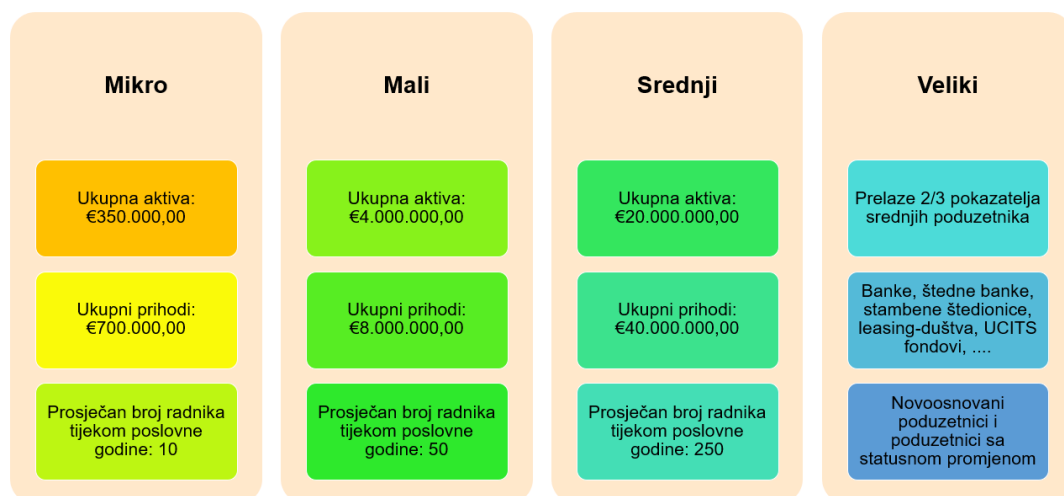 Mikro
Ukupna aktiva:
€350.000,00
Ukupni prihodi:
€700.000,00
Prosječan broj radnika
tijekom poslovne
godine: 10
Mali
Ukupna aktiva:
€4.000.000,00
Ukupni prihodi:
€8.000.000,00
Prosječan broj radnika
tijekom poslovne
godine: 50
Srednji
Ukupna aktiva:
€20.000.000,00
Ukupni prihodi:
€40.000.000,00
Prosječan broj radnika
tijekom poslovne
godine: 250
Veliki
Prelaze 2/3 pokazatelja
srednjih poduzetnika
Banke, štedne banke,
stambene štedionice,
leasing-duštva, UCITS
fondovi, ....
Novoosnovani
poduzetnici i
poduzetnici sa
statusnom promjenom